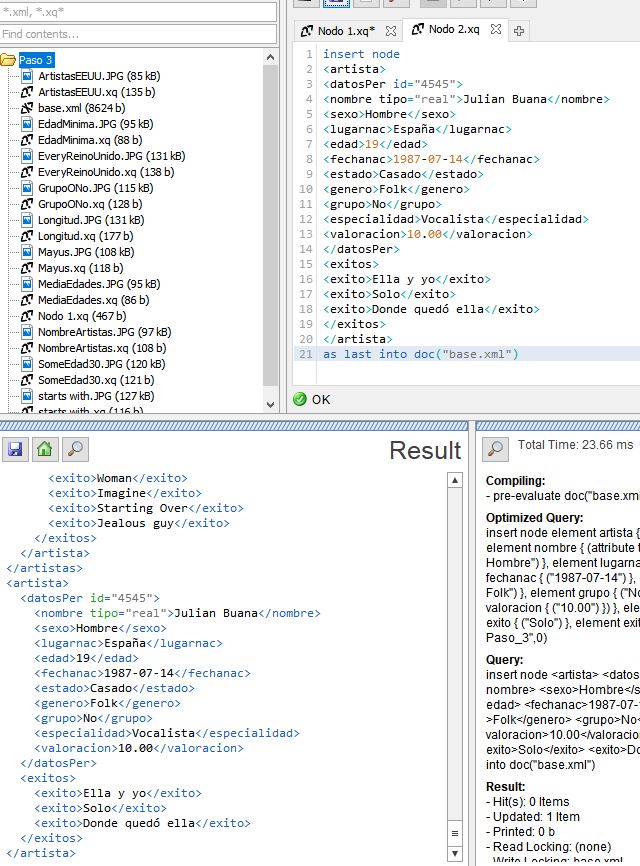 *.xml, *.xq*
Find contents...
Paso 3
ArtistasEEUU.JPG (85 kB)
ArtistasEEUU.xq (135 b)
base.xml (8624 b)
EdadMinima.JPG (95 kB)
EdadMinima.xq (88 b)
EveryReinoUnido.JPG (131 kB)
EveryReinoUnido.xq (138 b)
GrupoONo.JPG (115 kB)
GrupoONo.xq (128 b)
Longitud.JPG (131 kB)
Longitud.xq (177 b)
Mayus.JPG (108 kB)
Mayus.xq (118 b)
MediaEdades.JPG (95 kB)
MediaEdades.xq (86 b)
Nodo 1.xq (467 b)
NombreArtistas.JPG (97 kB)
NombreArtistas.xq (108 b)
SomeEdad30.JPG (120 kB)
SomeEdad30.xq (121 b)
starts with.JPG (127 kB)
starts with.xq (116 b)
Nodo 1.xq* Nodo 2.xq
1 insert node
2 <artista>
3 <datosPer id="4545">
4 <nombre tipo="real">Julian Buana</nombre>
5 <sexo>Hombre</sexo>
6 <lugarnac>España</lugarnac>
7 <edad>19</edad>
8 <fechanac>1987-07-14</fechanac>
9 <estado>Casado</estado>
10 <genero>Folk</genero>
11 <grupo>No</grupo>
12 <especialidad>Vocalista</especialidad>
13 <valoracion>10.00</valoracion>
14 </datosPer>
15 <exitos>
16 <exito>Ella y yo</exito>
17 <exito>Solo</exito>
18 <exito>Donde quedó ella</exito>
19 </exitos>
20 </artista>
21 as last into doc("base.xml")
OK
Result
<exito>Woman</exito>
<exito>Imagine</exito>
<exito>Starting Over</exito>
<exito>Jealous guy</exito>
</exitos>
</artista>
</artistas>
<artista>
<datosPer id="4545">
<nombre tipo="real">Julian Buana</nombre>
<sexo>Hombre</sexo>
<lugarnac>España</lugarnac>
<edad>19</edad>
<fechanac>1987-07-14</fechanac>
<estado>Casado</estado>
<genero>Folk</genero>
<grupo>No</grupo>
<especialidad>Vocalista</especialidad>
<valoracion>10.00</valoracion>
</datosPer>
<exitos>
<exito>Ella y yo</exito>
<exito>Solo</exito>
<exito>Donde quedó ella</exito>
</exitos>
</artista>
Total Time: 23.66 ms
Compiling:
- pre-evaluate doc("base.xml
Optimized Query:
insert node element artista {
element nombre { (attribute t
Hombre") }, element lugarna
fechanac { ("1987-07-14") },
Folk") }, element grupo { ("No
valoracion { ("10.00") }) }, ele
exito { ("Solo") }, element exit
Paso_3",0)
Query:
insert node <artista> <datos
nombre> <sexo>Hombre</s
edad> <fechanac>1987-07-1
>Folk</genero> <grupo>No<
valoracion>10.00</valoracion
exito>Solo</exito> <exito>Do
into doc("base.xml")
Result:
- Hit(s): 0 Items
- Updated: 1 Item
- Printed: 0 b
- Read Locking: (none)
- Write Locking: base.xml